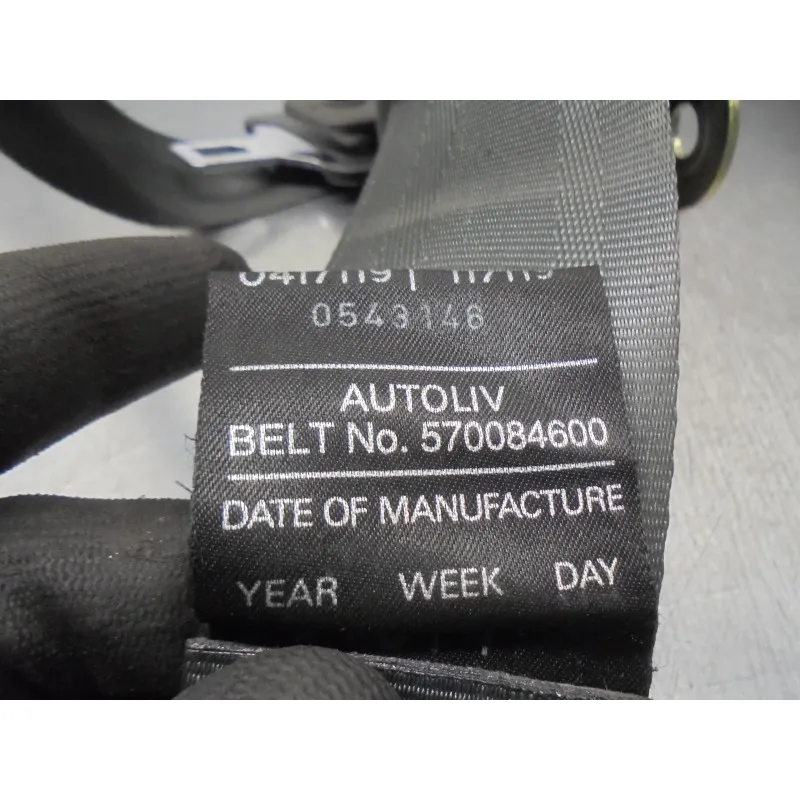 0543146
AUTOLIV
BELT No. 570084600
DATE OF MANUFACTURE
YEAR WEEK DAY